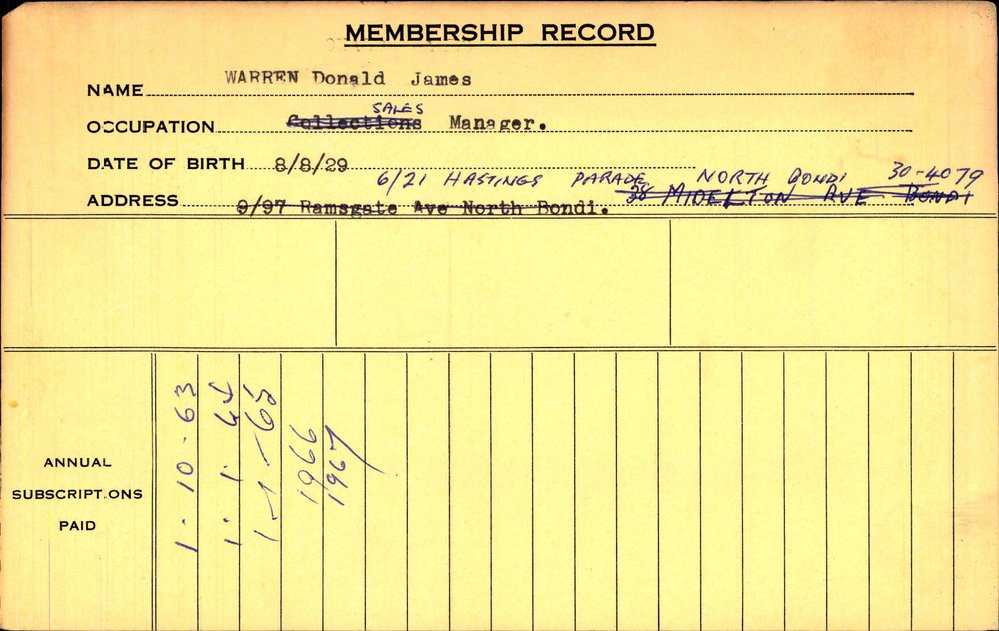 MEMBERSHIP RECORD
NAME WARREN Donald James
SALES
OCCUPATION Collections Manager.
DATE OF BIRTH 8/8/29
6/21 HASTINGS PARADE NORTH BONDI 30-4079
ADDRESS 9/97 Ramsgate Ave North Bondi. 28 MIDELTON AVE BONDI
ANNUAL
SUBSCRIPTIONS
PAID
1-10-63
1.1.65
1-1-65
1966
1967